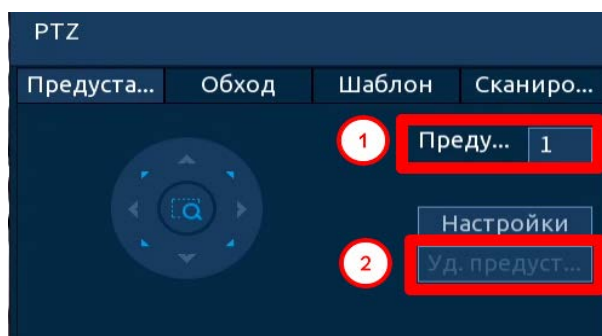 PTZ
Предуста... Обход Шаблон Сканиро...
1 Преду... 1
Настройки
2 Уд. предуст...